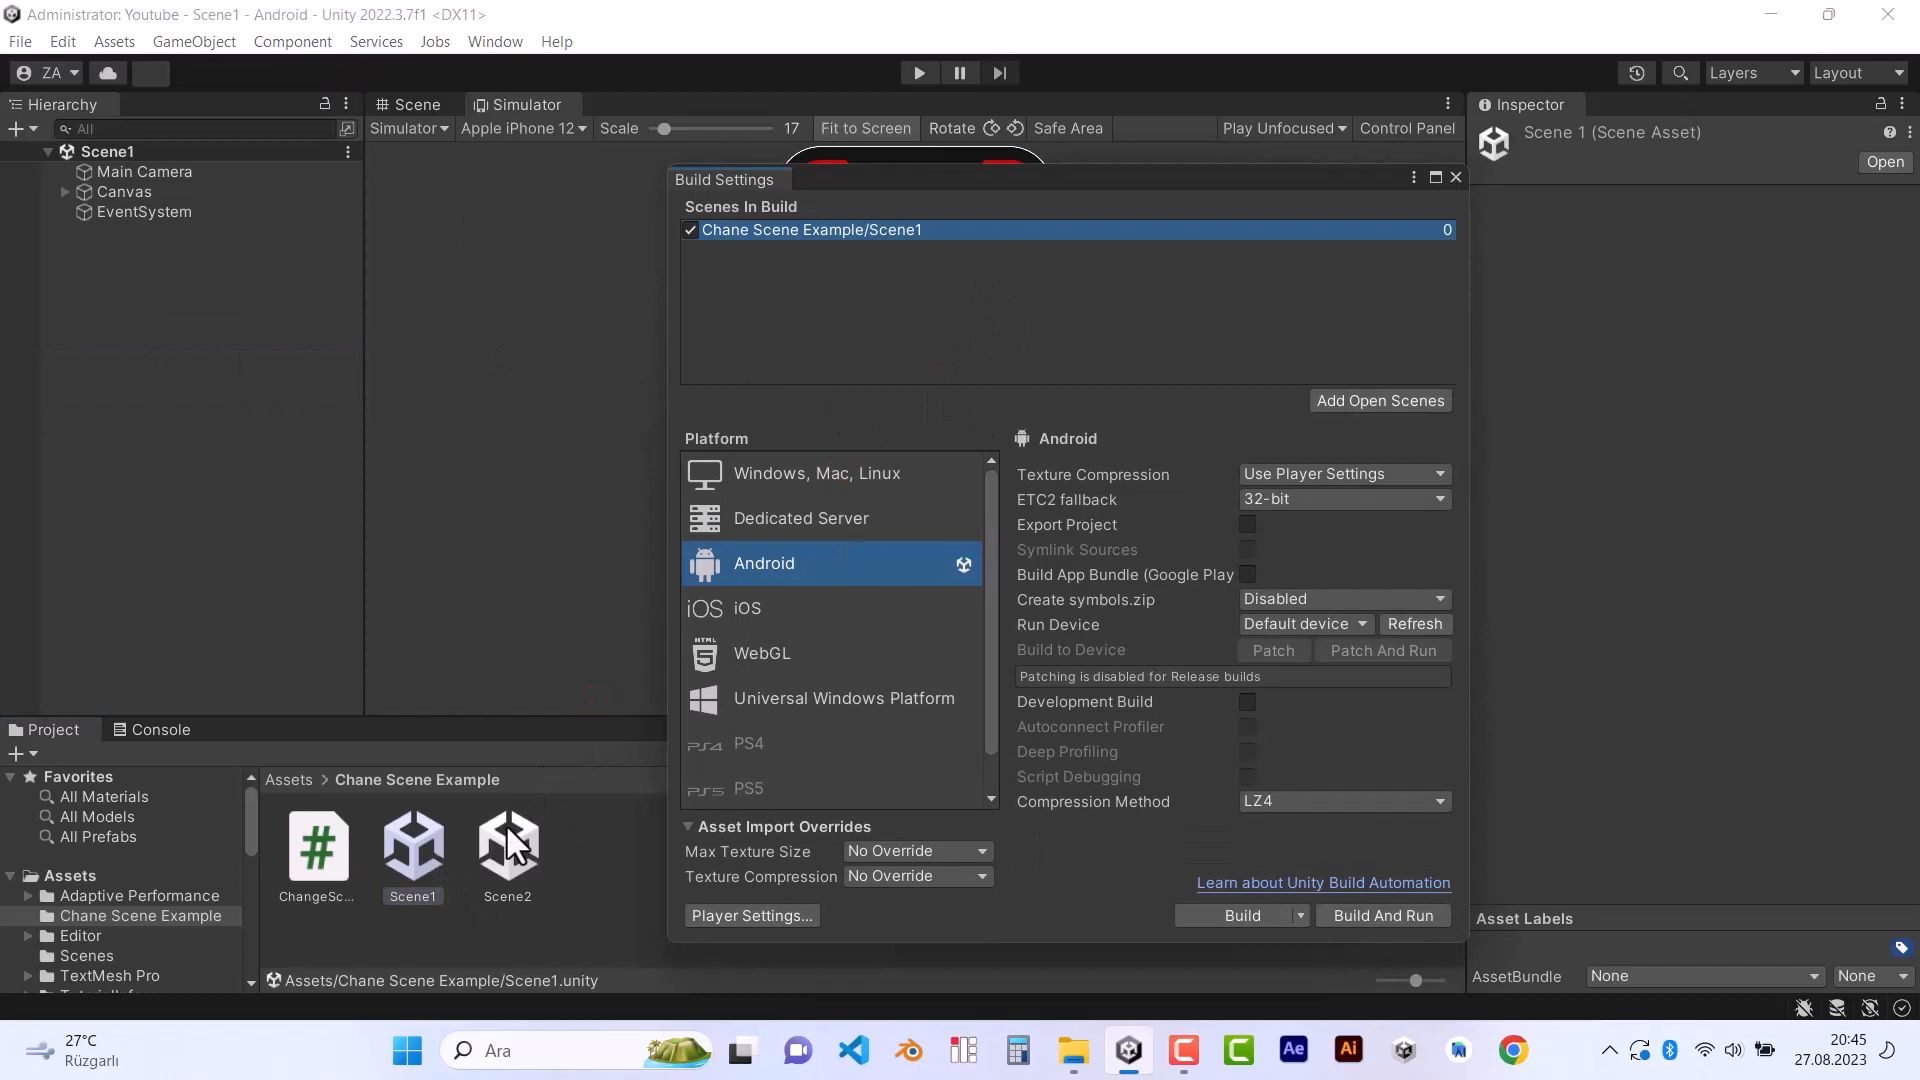 Administrator: Youtube - Scene1 - Android - Unity 2022.3.7f1 <DX11>
File Edit Assets GameObject Component Services Jobs Window Help
ZA
Layers Layout
Hierarchy
All
Scene1
Main Camera
Canvas
EventSystem
Scene Simulator
Simulator Apple iPhone 12 Scale 17 Fit to Screen Rotate Safe Area Play Unfocused Control Panel
Inspector
Scene 1 (Scene Asset)
Open
Build Settings
Scenes In Build
Chane Scene Example/Scene1 0
Add Open Scenes
Platform
Windows, Mac, Linux
Dedicated Server
Android
iOS iOS
HTML
5 WebGL
Universal Windows Platform
PS4 PS4
PS5 PS5
Android
Texture Compression Use Player Settings
ETC2 fallback 32-bit
Export Project
Symlink Sources
Build App Bundle (Google Play
Create symbols.zip Disabled
Run Device Default device Refresh
Build to Device Patch Patch And Run
Patching is disabled for Release builds
Development Build
Autoconnect Profiler
Deep Profiling
Script Debugging
Compression Method LZ4
Asset Import Overrides
Max Texture Size No Override
Texture Compression No Override
Learn about Unity Build Automation
Player Settings... Build Build And Run
Project Console
Favorites
All Materials
All Models
All Prefabs
Assets
Adaptive Performance
Chane Scene Example
Editor
Scenes
TextMesh Pro
Assets > Chane Scene Example
# ChangeSc...
Scene1
Scene2
Assets/Chane Scene Example/Scene1.unity
Asset Labels
AssetBundle None None
27°C
Rüzgarlı
Ara
Ae
Ai
20:45
27.08.2023